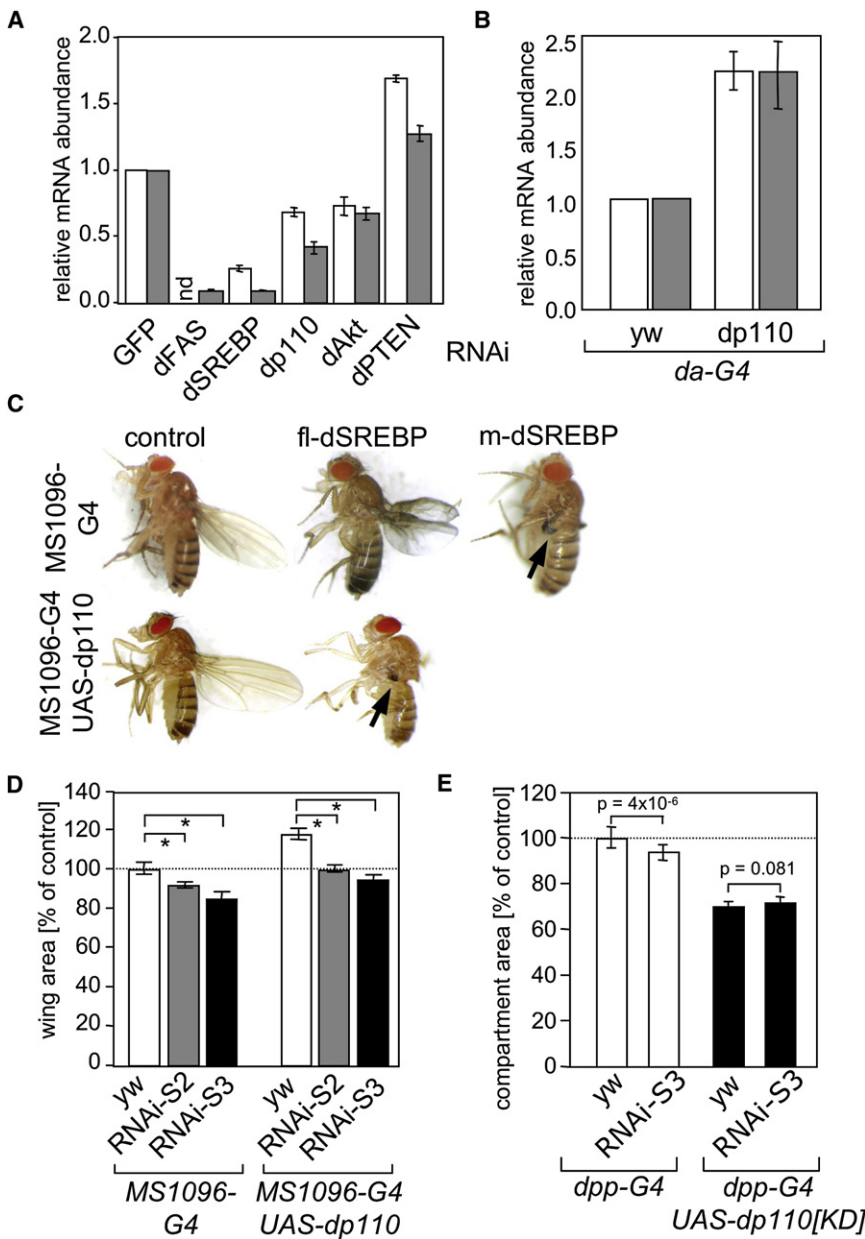 A
relative mRNA abundance
2.0
1.5
1.0
0.5
0.0
nd
GFP
dFAS
dSREBP
dp110
dAkt
dPTEN
RNAi
B
relative mRNA abundance
2.5
2.0
1.5
1.0
0.5
0.0
yw
dp110
da-G4
C
control
fl-dSREBP
m-dSREBP
MS1096-
G4
MS1096-G4
UAS-dp110
D
wing area [% of control]
140
120
100
80
60
40
20
0
*
*
*
*
yw
RNAi-S2
RNAi-S3
yw
RNAi-S2
RNAi-S3
MS1096-
G4
MS1096-G4
UAS-dp110
E
compartment area [% of control]
120
100
80
60
40
20
0
p = 4x10-6
p = 0.081
yw
RNAi-S3
yw
RNAi-S3
dpp-G4
dpp-G4
UAS-dp110[KD]